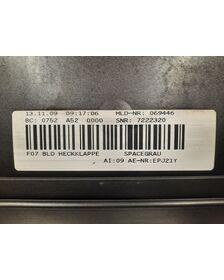 13.11.09 09:17:06 MLD-NR: 069446
BC: 0752 A52 0000 SNR: 7222320
F07 BLD HECKKLAPPE SPACEGRAU
AI:09 AE-NR:EPJ21Y